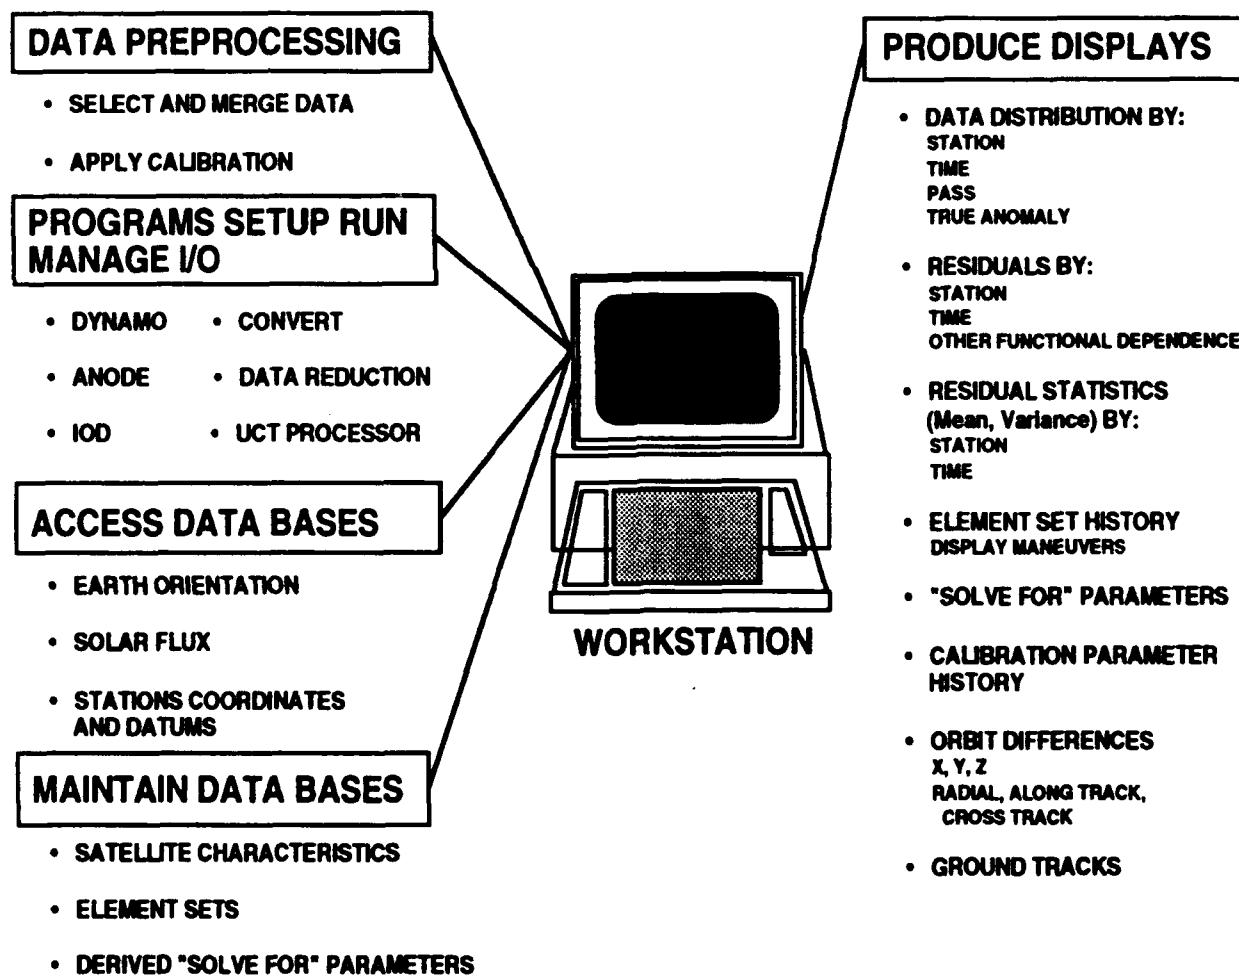 DATA PREPROCESSING
• SELECT AND MERGE DATA
• APPLY CALIBRATION
PROGRAMS SETUP RUN
MANAGE I/O
• DYNAMO • CONVERT
• ANODE • DATA REDUCTION
• IOD • UCT PROCESSOR
ACCESS DATA BASES
• EARTH ORIENTATION
• SOLAR FLUX
• STATIONS COORDINATES
AND DATUMS
MAINTAIN DATA BASES
• SATELLITE CHARACTERISTICS
• ELEMENT SETS
• DERIVED "SOLVE FOR" PARAMETERS
WORKSTATION
PRODUCE DISPLAYS
• DATA DISTRIBUTION BY:
STATION
TIME
PASS
TRUE ANOMALY
• RESIDUALS BY:
STATION
TIME
OTHER FUNCTIONAL DEPENDENCE
• RESIDUAL STATISTICS
(Mean, Variance) BY:
STATION
TIME
• ELEMENT SET HISTORY
DISPLAY MANEUVERS
• "SOLVE FOR" PARAMETERS
• CALIBRATION PARAMETER
HISTORY
• ORBIT DIFFERENCES
X, Y, Z
RADIAL, ALONG TRACK,
CROSS TRACK
• GROUND TRACKS